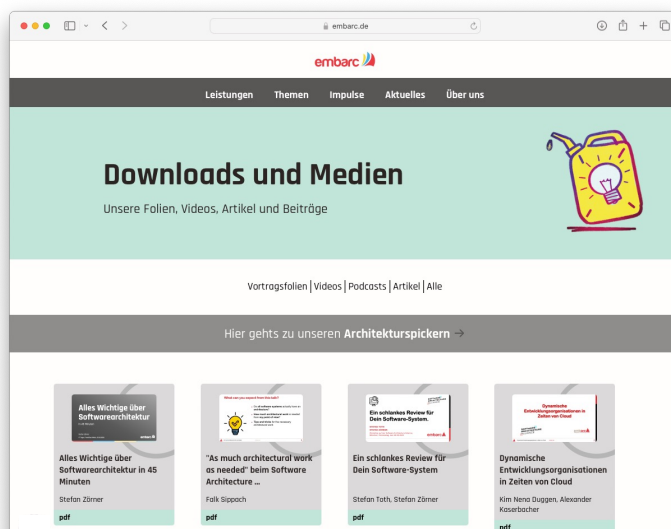 embarc.de
embarc
Leistungen Themen Impulse Aktuelles Über uns
Downloads und Medien
Unsere Folien, Videos, Artikel und Beiträge
Vortragsfolien | Videos | Podcasts | Artikel | Alle
Hier gehts zu unseren Architekturspickern →
Alles Wichtige über
Softwarearchitektur
What can you expect from this talk?
Ein schlankes Review für
Dein Software-System.
embarc
Dynamische
Entwicklungsorganisationen in
Zeiten von Cloud
Alles Wichtige über
Softwarearchitektur in 45
Minuten
Stefan Zörner
pdf
"As much architectural work
as needed" beim Software
Architecture ...
Falk Sippach
pdf
Ein schlankes Review für
Dein Software-System
Stefan Toth, Stefan Zörner
pdf
Dynamische
Entwicklungsorganisationen
in Zeiten von Cloud
Kim Nena Duggen, Alexander
Kaserbacher
pdf